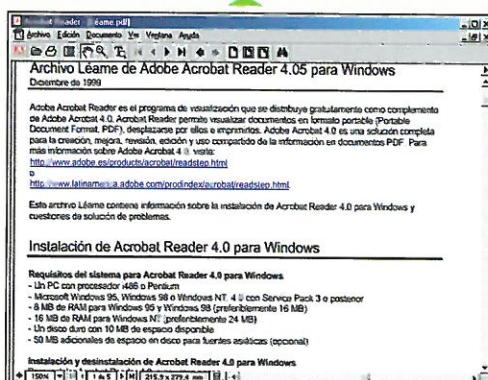 Acrobat Reader - [Léame.pdf]
Archivo Edición Documento Ver Ventana Ayuda
Archivo Léame de Adobe Acrobat Reader 4.05 para Windows
Diciembre de 1999
Adobe Acrobat Reader es el programa de visualización que se distribuye gratuitamente como complemento
de Adobe Acrobat 4.0. Acrobat Reader permite visualizar documentos en formato portable (Portable
Document Format, PDF), desplazarse por ellos e imprimirlos. Adobe Acrobat 4.0 es una solución completa
para la creación, mejora, revisión, edición y uso compartido de la información en documentos PDF. Para
más información sobre Adobe Acrobat 4.0, visite:
http://www.adobe.es/products/acrobat/readstep.html
o
http://www.latinamerica.adobe.com/prodindex/acrobat/readstep.html.
Este archivo Léame contiene información sobre la instalación de Acrobat Reader 4.0 para Windows y
cuestiones de solución de problemas.
Instalación de Acrobat Reader 4.0 para Windows
Requisitos del sistema para Acrobat Reader 4.0 para Windows
- Un PC con procesador i486 o Pentium
- Microsoft Windows 95, Windows 98 o Windows NT 4.0 con Service Pack 3 o posterior
- 8 MB de RAM para Windows 95 y Windows 98 (preferiblemente 16 MB)
- 16 MB de RAM para Windows NT (preferiblemente 24 MB)
- Un disco duro con 10 MB de espacio disponible
- 50 MB adicionales de espacio en disco para fuentes asiáticas (opcional)
Instalación y desinstalación de Acrobat Reader 4.0 para Windows
150% 1 de 5 215,9 x 279,4 mm